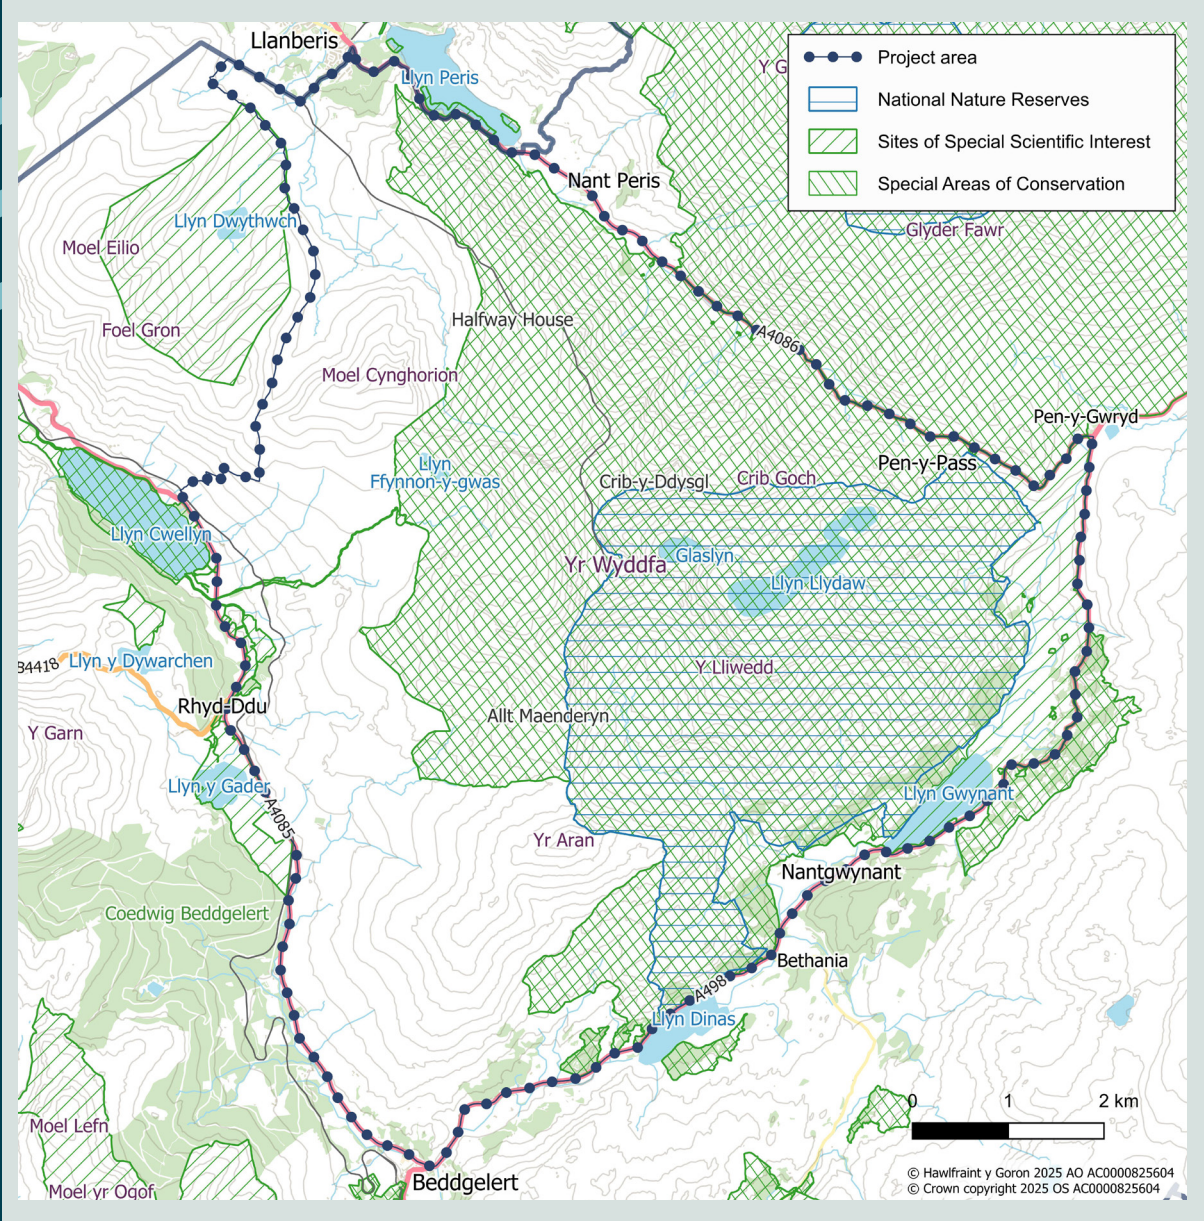 Llanberis
Llyn Peris
Y G
Project area
National Nature Reserves
Sites of Special Scientific Interest
Special Areas of Conservation
Nant Peris
Llyn Dwythwch
Glyder Fawr
Moel Eilio
Foel Gron
Halfway House
A4086
Moel Cynghorion
Pen-y-Gwryd
Llyn
Ffynnon-y-gwas
Pen-y-Pass
Crib-y-Ddysgl
Crib Goch
Llyn Cwellyn
Yr Wyddfa
Glaslyn
Llyn Llydaw
B4418
Llyn y Dywarchen
Y Lliwedd
Rhyd-Ddu
Allt Maenderyn
Y Garn
Llyn y Gader
A4085
Llyn Gwynant
Yr Aran
Nantgwynant
Coedwig Beddgelert
Bethania
A498
Llyn Dinas
0 1 2 km
Moel Lefn
Moel yr Ogof
Beddgelert
© Hawlfraint y Goron 2025 AO AC0000825604
© Crown copyright 2025 OS AC0000825604